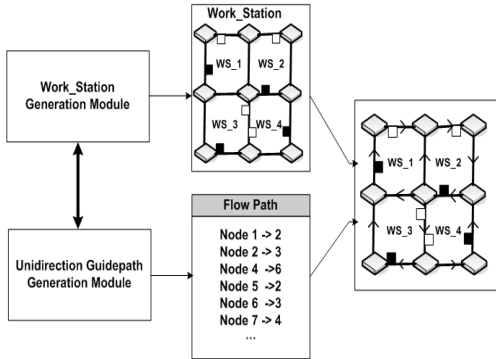 Work_Station
Work_Station
Generation Module
WS_1
WS_2
WS_3
WS_4
Flow Path
Node 1 -> 2
Node 2 -> 3
Node 4 ->6
Node 5 ->2
Node 6 ->3
Node 7 -> 4
...
Unidirection Guidepath
Generation Module
WS_1
WS_2
WS_3
WS_4